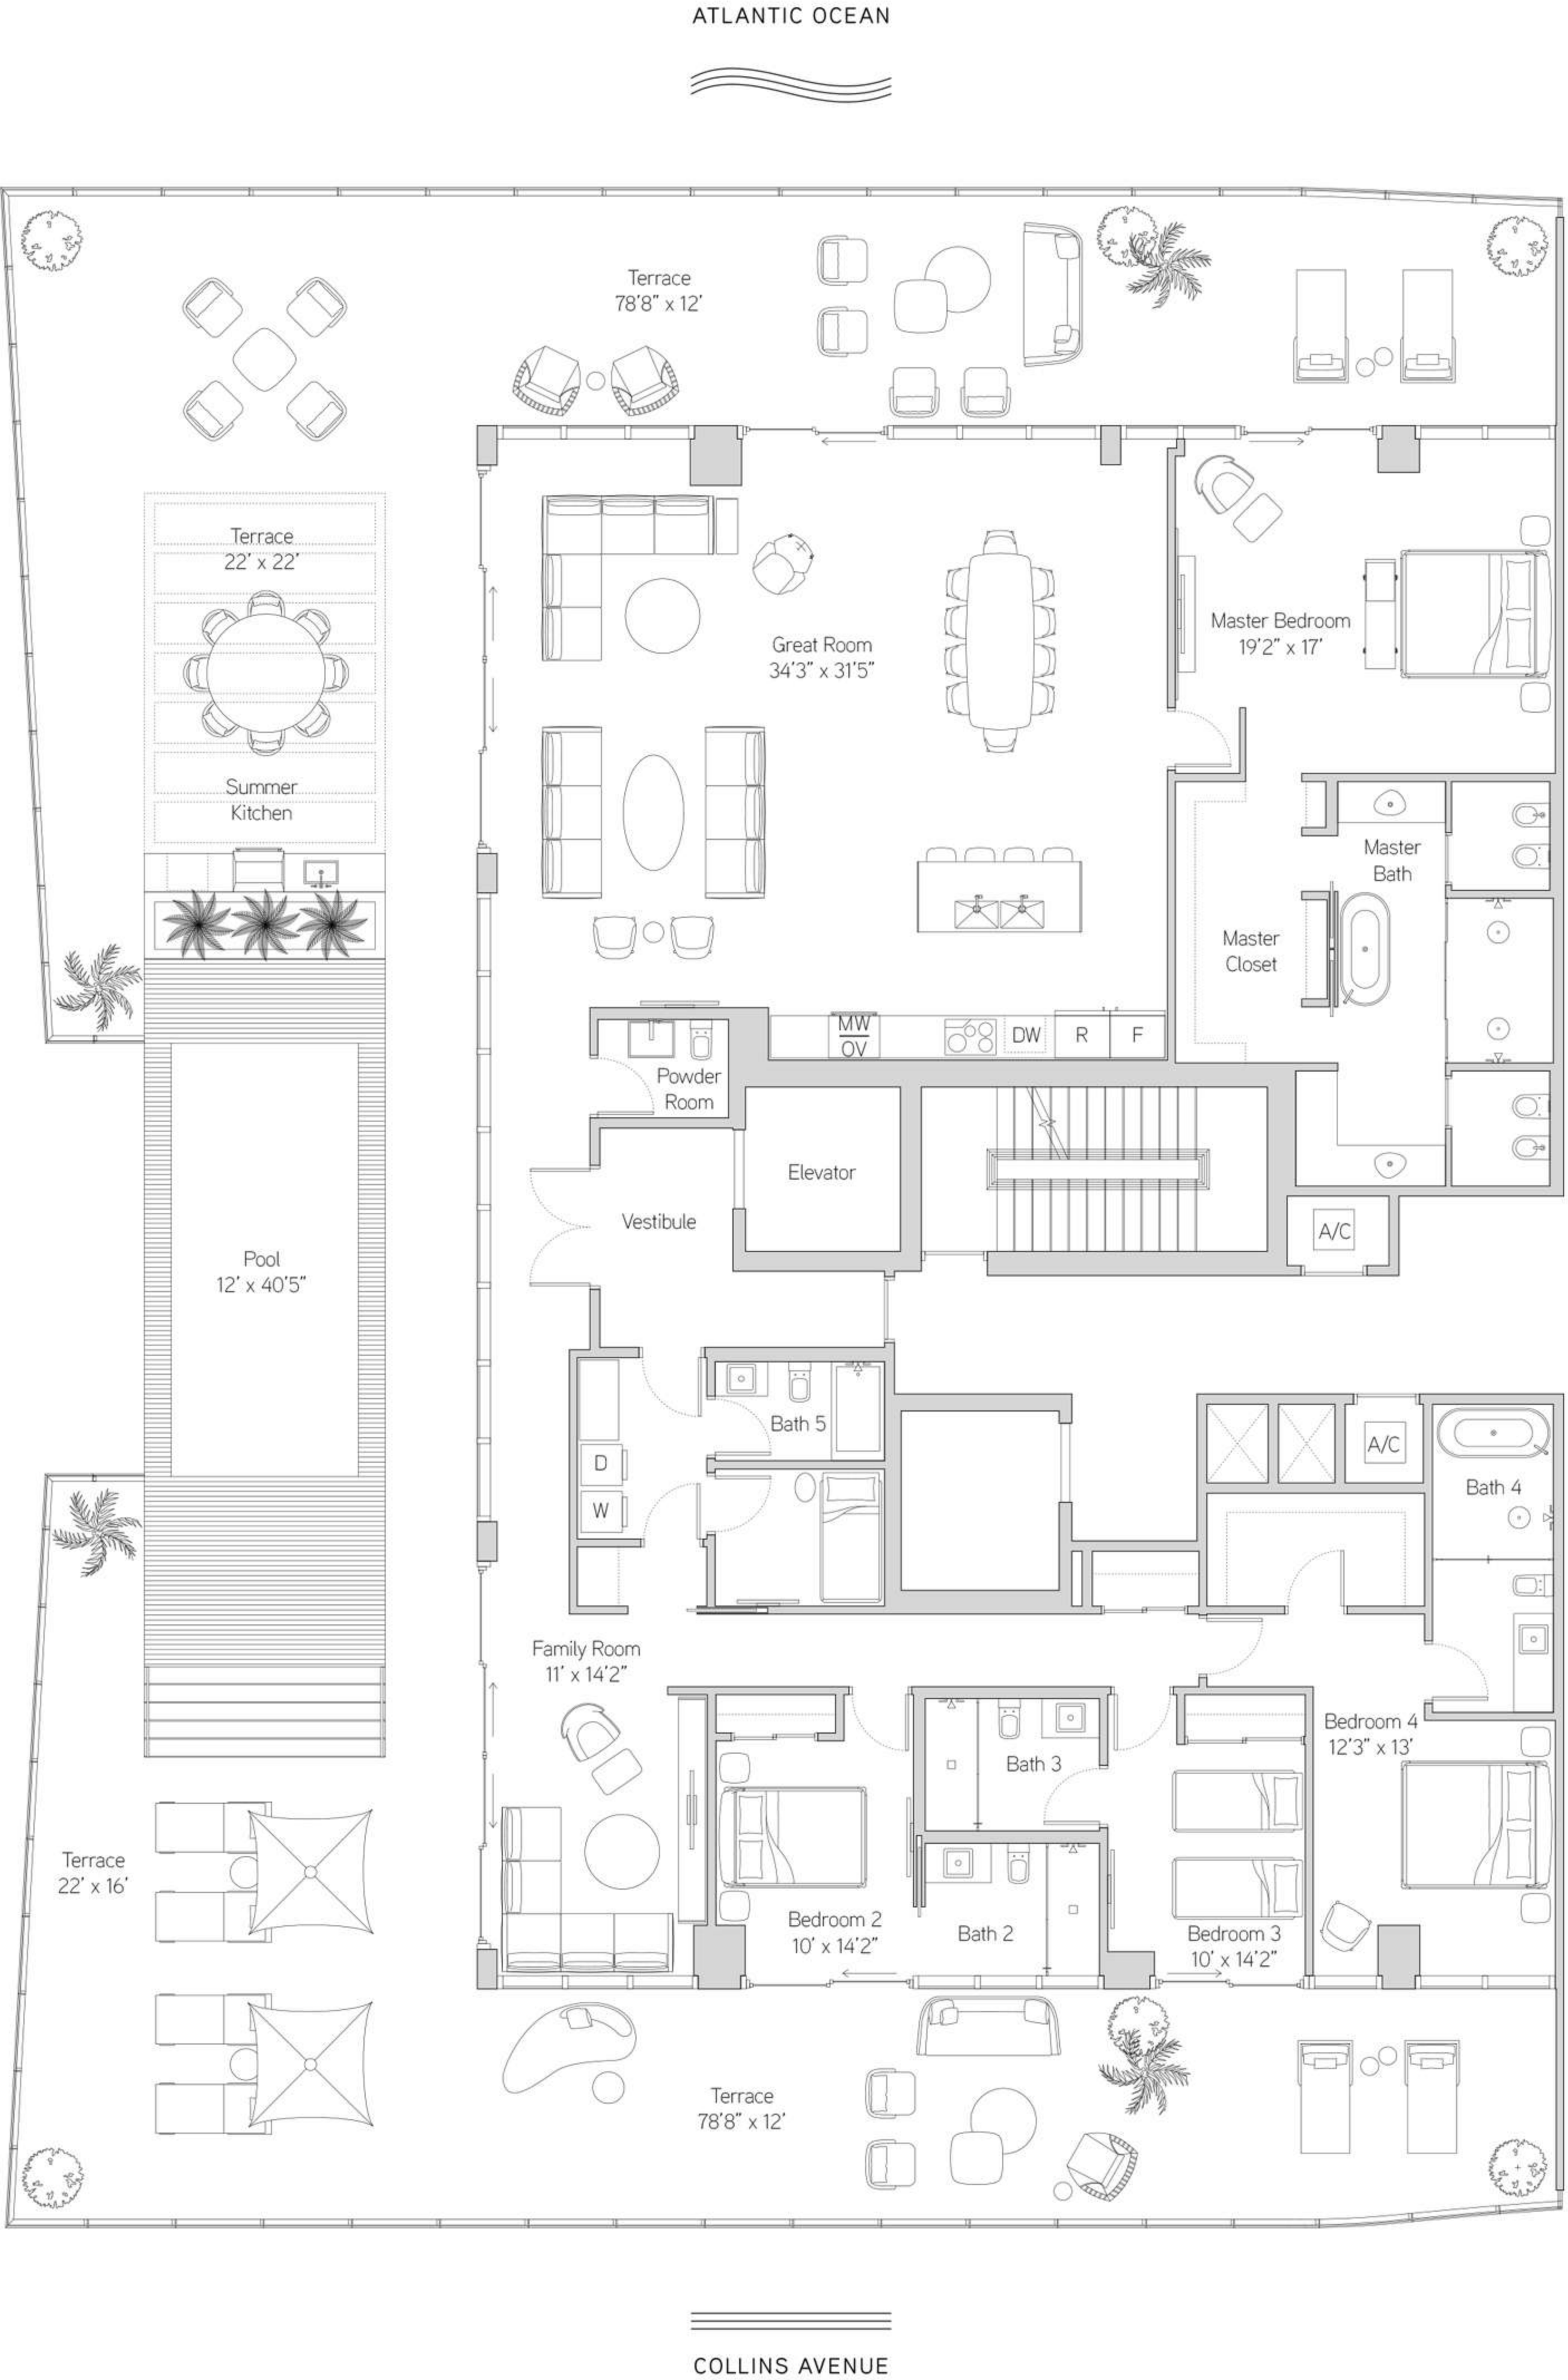 ATLANTIC OCEAN
Terrace
78'8" x 12'
Terrace
22' x 22'
Summer
Kitchen
Great Room
34'3" x 31'5"
Master Bedroom
19'2" x 17'
Master
Bath
Master
Closet
MW
OV
DW
R
F
Powder
Room
Elevator
Vestibule
A/C
Pool
12' x 40'5"
Bath 5
D
W
A/C
Bath 4
Family Room
11' x 14'2"
Bedroom 4
12'3" x 13'
Bath 3
Terrace
22' x 16'
Bedroom 2
10' x 14'2"
Bath 2
Bedroom 3
10' x 14'2"
Terrace
78'8" x 12'
COLLINS AVENUE